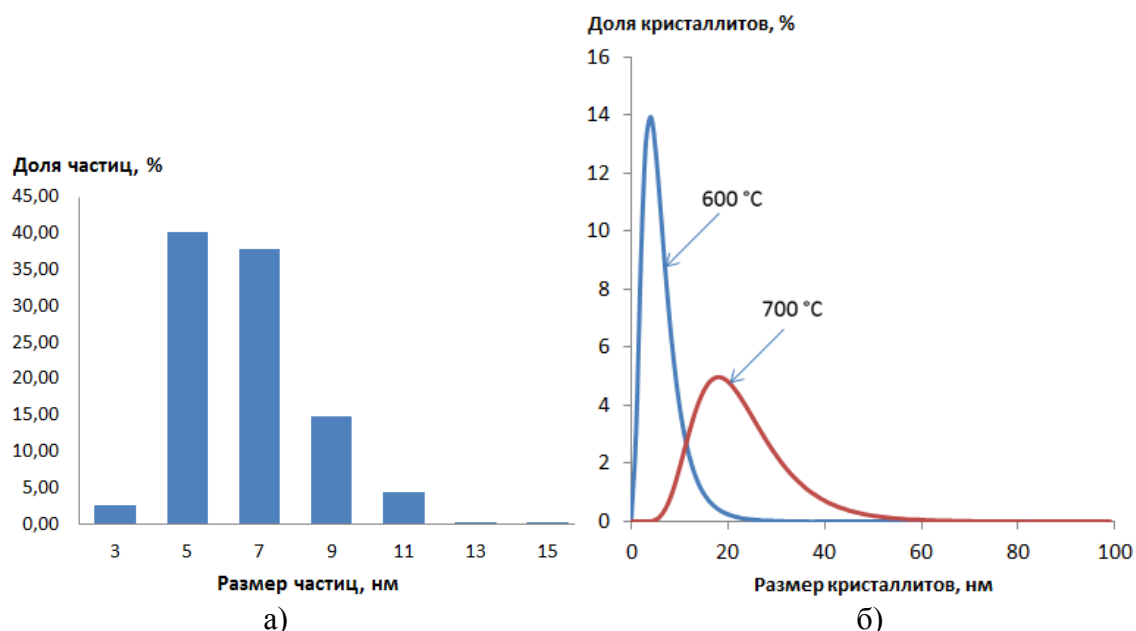 Доля частиц, %
45,00
40,00
35,00
30,00
25,00
20,00
15,00
10,00
5,00
0,00
3 5 7 9 11 13 15
Размер частиц, нм
а)
Доля кристаллитов, %
16
14
12
10
8
6
4
2
0
600 °C
700 °C
0 20 40 60 80 100
Размер кристаллитов, нм
б)